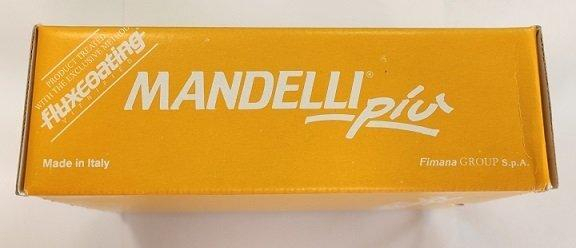 PRODUCT TREATED
WITH THE EXCLUSIVE METHOD
fluxcoating
MANDELLI® più
Made in Italy
Fimana GROUP S.p.A.